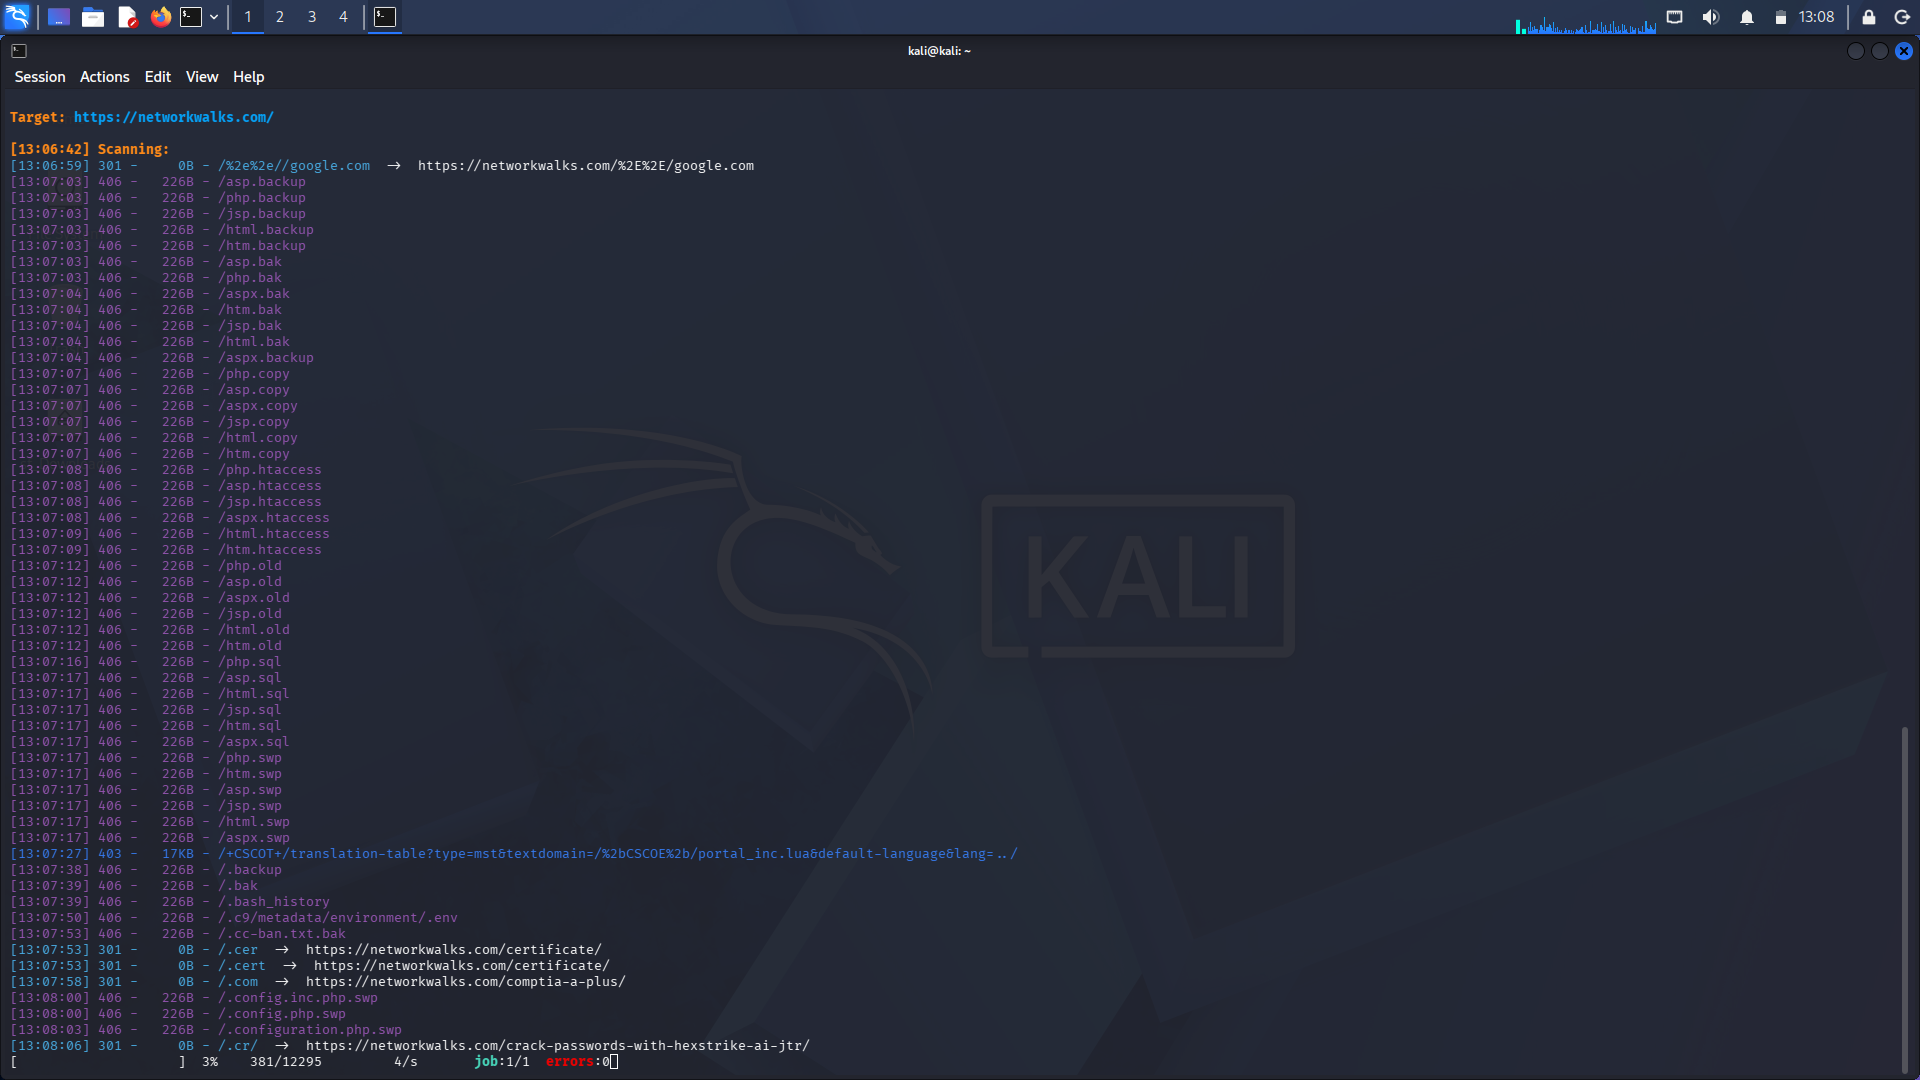 1 2 3 4 13:08
kali@kali: ~
Session Actions Edit View Help
Target: https://networkwalks.com/
[13:06:42] Scanning:
[13:06:59] 301 -     0B - /%2e%2e//google.com  →  https://networkwalks.com/%2E%2E/google.com
[13:07:03] 406 -   226B - /asp.backup
[13:07:03] 406 -   226B - /php.backup
[13:07:03] 406 -   226B - /jsp.backup
[13:07:03] 406 -   226B - /html.backup
[13:07:03] 406 -   226B - /htm.backup
[13:07:03] 406 -   226B - /asp.bak
[13:07:03] 406 -   226B - /php.bak
[13:07:04] 406 -   226B - /aspx.bak
[13:07:04] 406 -   226B - /htm.bak
[13:07:04] 406 -   226B - /jsp.bak
[13:07:04] 406 -   226B - /html.bak
[13:07:04] 406 -   226B - /aspx.backup
[13:07:07] 406 -   226B - /php.copy
[13:07:07] 406 -   226B - /asp.copy
[13:07:07] 406 -   226B - /aspx.copy
[13:07:07] 406 -   226B - /jsp.copy
[13:07:07] 406 -   226B - /html.copy
[13:07:07] 406 -   226B - /htm.copy
[13:07:08] 406 -   226B - /php.htaccess
[13:07:08] 406 -   226B - /asp.htaccess
[13:07:08] 406 -   226B - /jsp.htaccess
[13:07:08] 406 -   226B - /aspx.htaccess
[13:07:09] 406 -   226B - /html.htaccess
[13:07:09] 406 -   226B - /htm.htaccess
[13:07:12] 406 -   226B - /php.old
[13:07:12] 406 -   226B - /asp.old
[13:07:12] 406 -   226B - /aspx.old
[13:07:12] 406 -   226B - /jsp.old
[13:07:12] 406 -   226B - /html.old
[13:07:12] 406 -   226B - /htm.old
[13:07:16] 406 -   226B - /php.sql
[13:07:17] 406 -   226B - /asp.sql
[13:07:17] 406 -   226B - /html.sql
[13:07:17] 406 -   226B - /jsp.sql
[13:07:17] 406 -   226B - /htm.sql
[13:07:17] 406 -   226B - /aspx.sql
[13:07:17] 406 -   226B - /php.swp
[13:07:17] 406 -   226B - /htm.swp
[13:07:17] 406 -   226B - /asp.swp
[13:07:17] 406 -   226B - /jsp.swp
[13:07:17] 406 -   226B - /html.swp
[13:07:17] 406 -   226B - /aspx.swp
[13:07:27] 403 -   17KB - /+CSCOT+/translation-table?type=mst&textdomain=/%2bCSCOE%2b/portal_inc.lua&default-language&lang=../
[13:07:38] 406 -   226B - /.backup
[13:07:39] 406 -   226B - /.bak
[13:07:39] 406 -   226B - /.bash_history
[13:07:50] 406 -   226B - /.c9/metadata/environment/.env
[13:07:53] 406 -   226B - /.cc-ban.txt.bak
[13:07:53] 301 -     0B - /.cer  →  https://networkwalks.com/certificate/
[13:07:53] 301 -     0B - /.cert  →  https://networkwalks.com/certificate/
[13:07:58] 301 -     0B - /.com  →  https://networkwalks.com/comptia-a-plus/
[13:08:00] 406 -   226B - /.config.inc.php.swp
[13:08:00] 406 -   226B - /.config.php.swp
[13:08:03] 406 -   226B - /.configuration.php.swp
[13:08:06] 301 -     0B - /.cr/  →  https://networkwalks.com/crack-passwords-with-hexstrike-ai-jtr/
[                    ]  3%    381/12295         4/s       job:1/1  errors:0
KALI